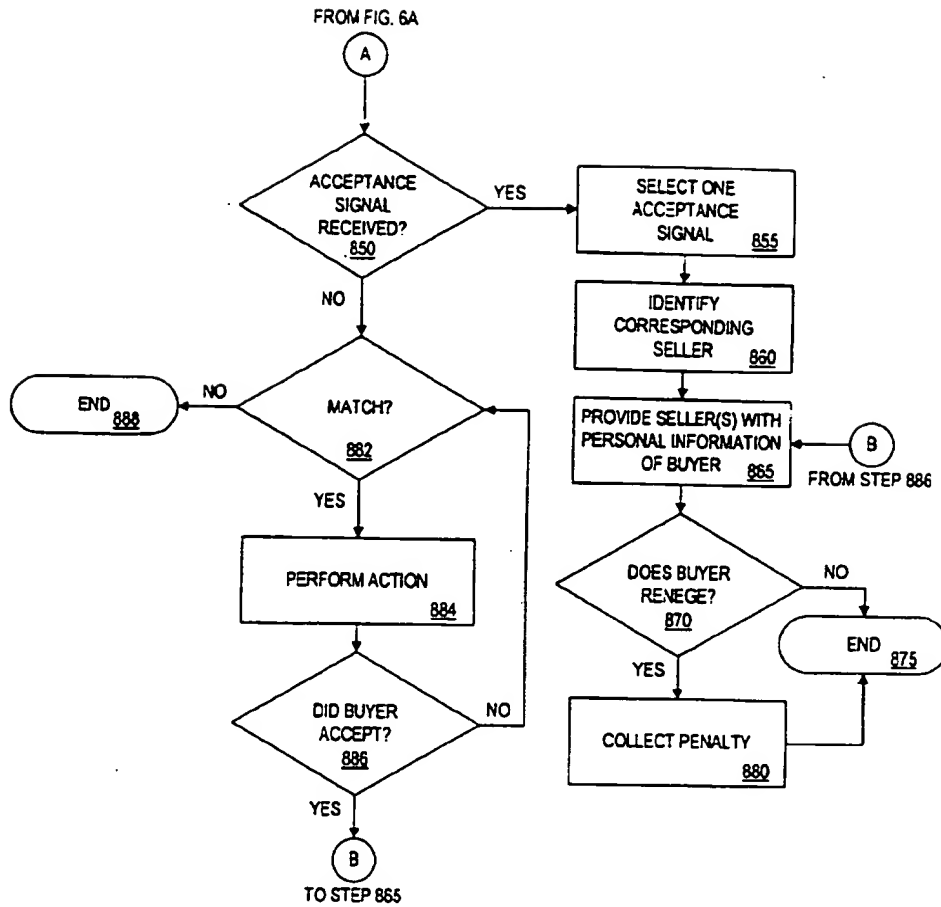 FROM FIG. 6A
A
ACCEPTANCE
SIGNAL
RECEIVED?
850
YES
NO
SELECT ONE
ACCEPTANCE
SIGNAL
855
IDENTIFY
CORRESPONDING
SELLER
860
PROVIDE SELLER(S) WITH
PERSONAL INFORMATION
OF BUYER
865
B
FROM STEP 886
MATCH?
882
NO
END
888
YES
PERFORM ACTION
884
DID BUYER
ACCEPT?
886
NO
YES
B
TO STEP 865
DOES BUYER
RENEGE?
870
NO
END
875
YES
COLLECT PENALTY
880